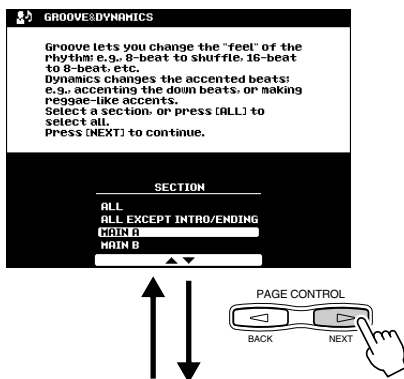 GROOVE&DYNAMICS
Groove lets you change the "feel" of the
rhythm; e.g., 8-beat to shuffle, 16-beat
to 8-beat, etc.
Dynamics changes the accented beats;
e.g., accenting the down beats, or making
reggae-like accents.
Select a section, or press [ALL] to
select all.
Press [NEXT] to continue.
SECTION
ALL
ALL EXCEPT INTRO/ENDING
MAIN A
MAIN B
PAGE CONTROL
BACK NEXT